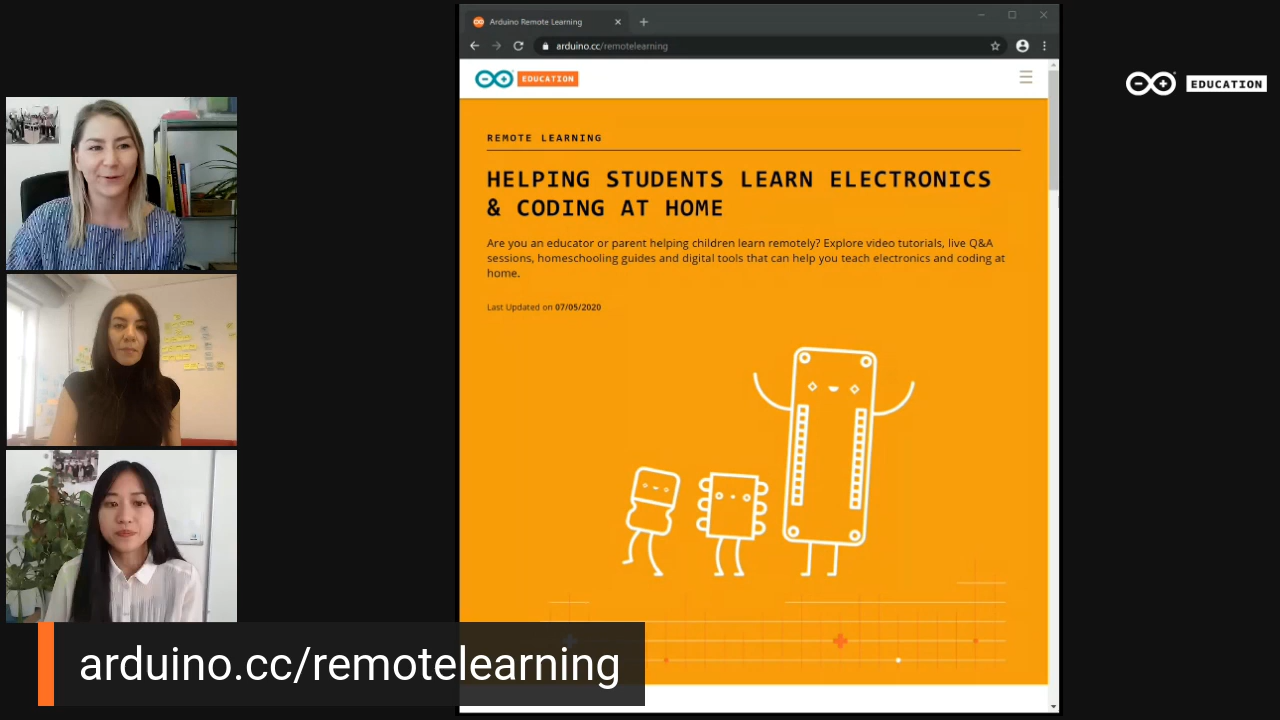 Arduino Remote Learning
arduino.cc/remotelearning
EDUCATION
EDUCATION
REMOTE LEARNING
HELPING STUDENTS LEARN ELECTRONICS
& CODING AT HOME
Are you an educator or parent helping children learn remotely? Explore video tutorials, live Q&A
sessions, homeschooling guides and digital tools that can help you teach electronics and coding at
home.
Last Updated on 07/05/2020
arduino.cc/remotelearning